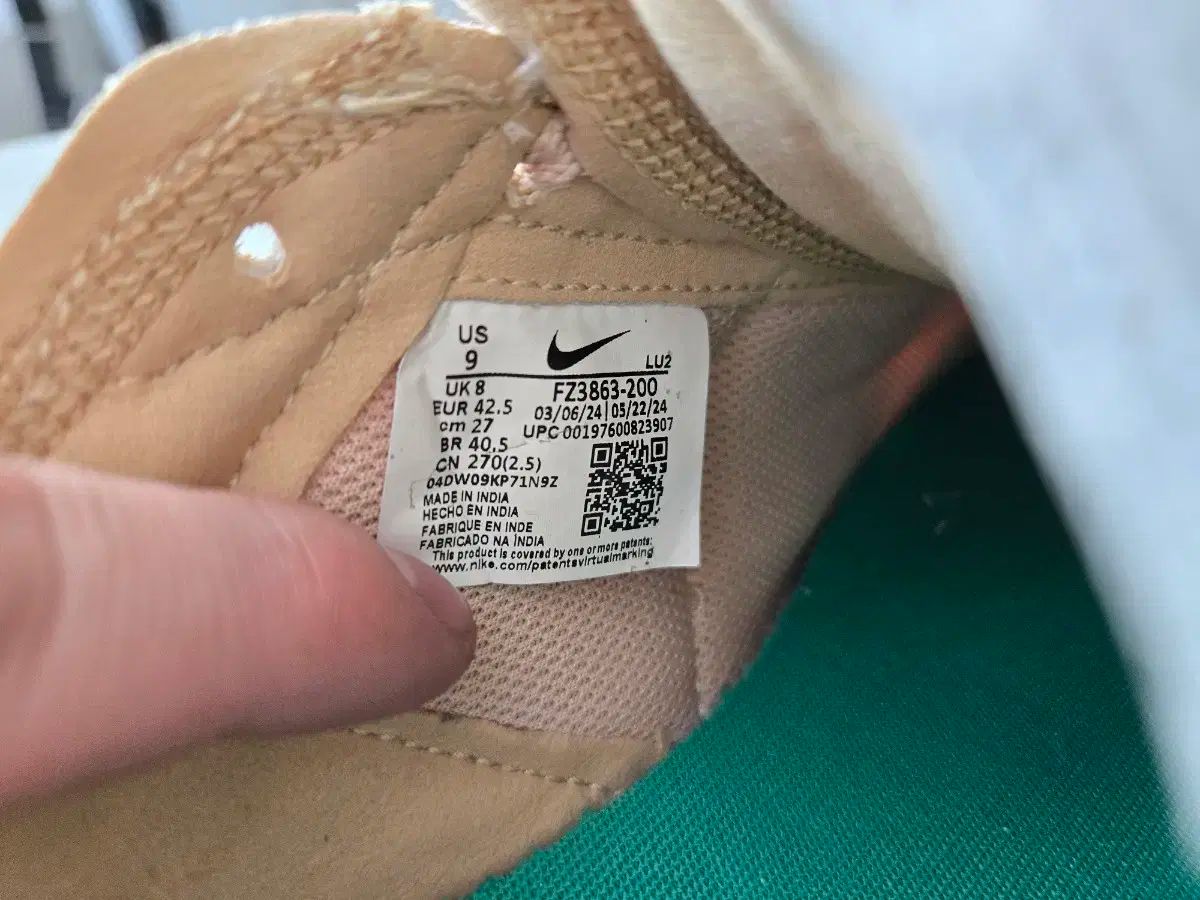 US
9
LU2
UK 8
FZ3863-200
EUR 42.5
03/06/24|05/22/24
cm 27
UPC 00197600823907
BR 40,5
CN 270(2.5)
04DW09KP71N9Z
MADE IN INDIA
HECHO EN INDIA
FABRIQUE EN INDE
FABRICADO NA ÍNDIA
This product is covered by one or more patents:
www.nike.com/patentsvirtualmarking